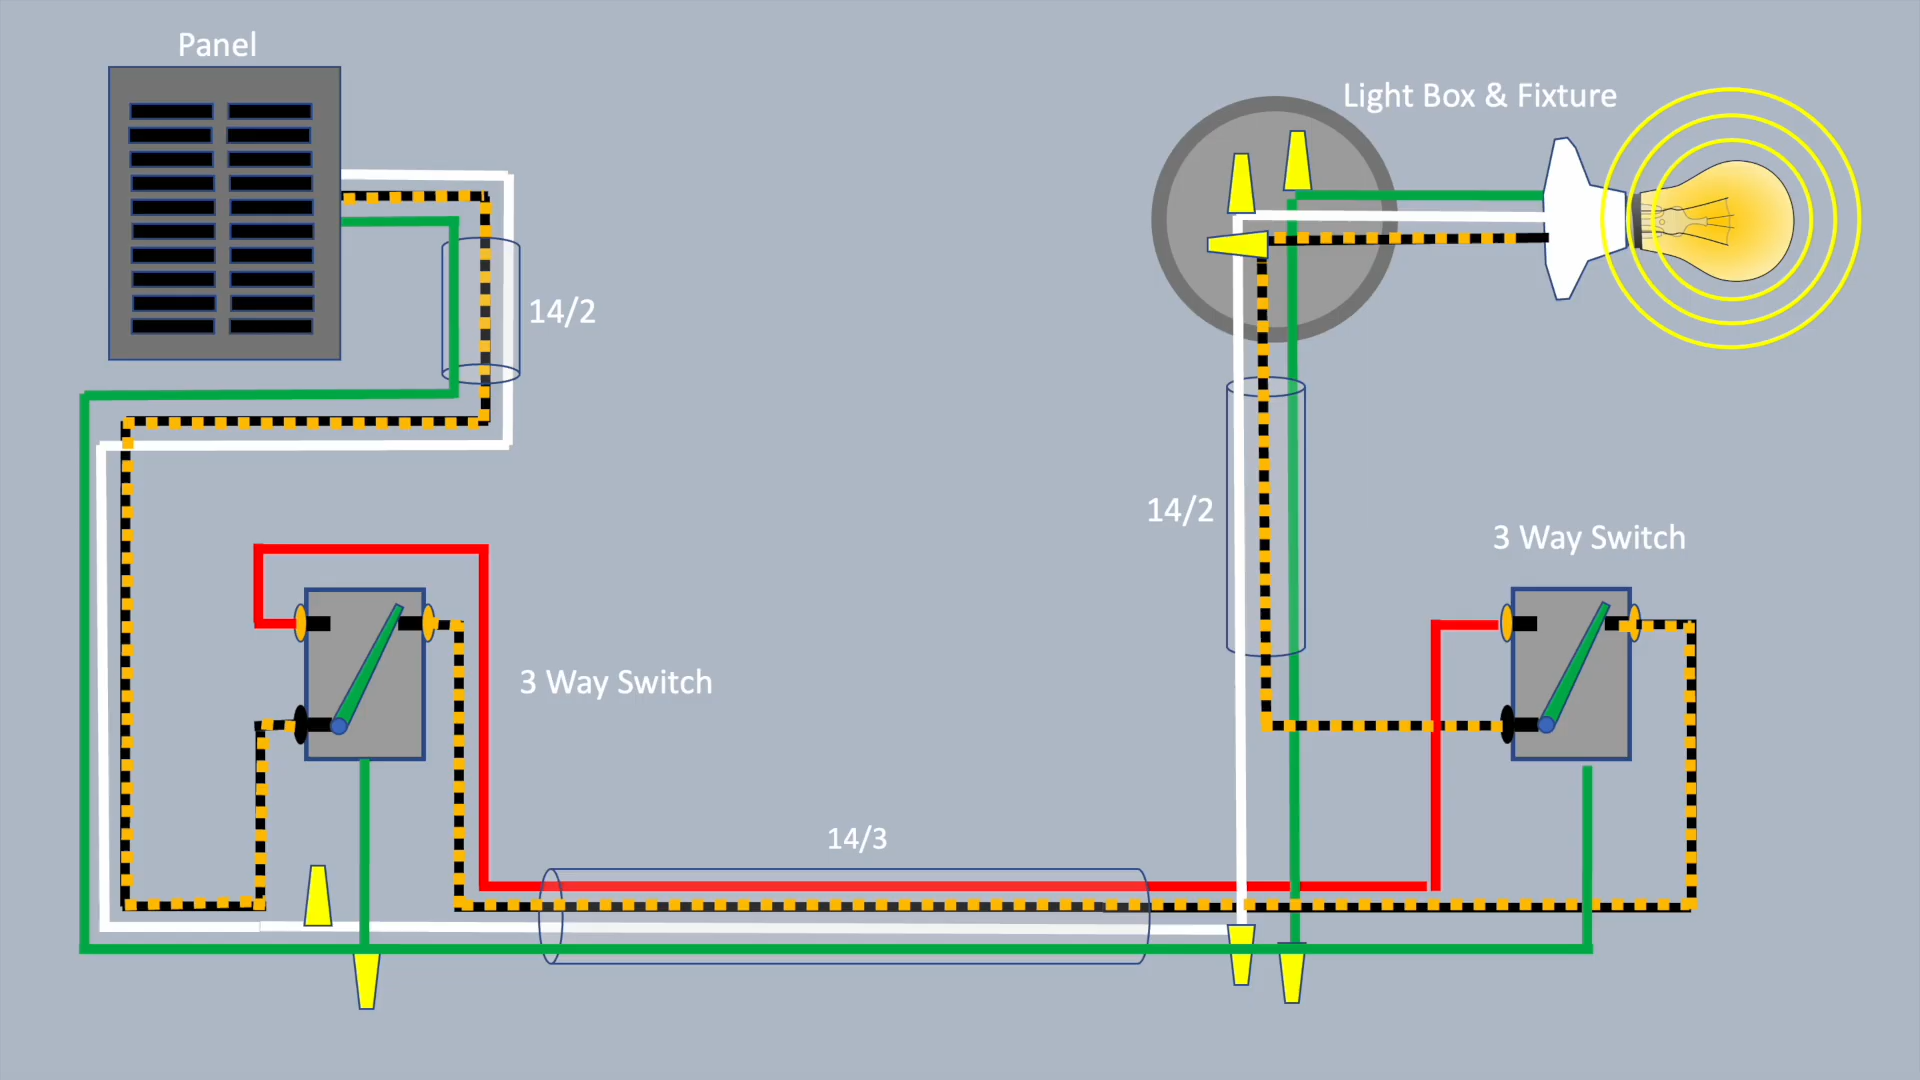 Panel
Light Box & Fixture
14/2
14/2
3 Way Switch
3 Way Switch
14/3